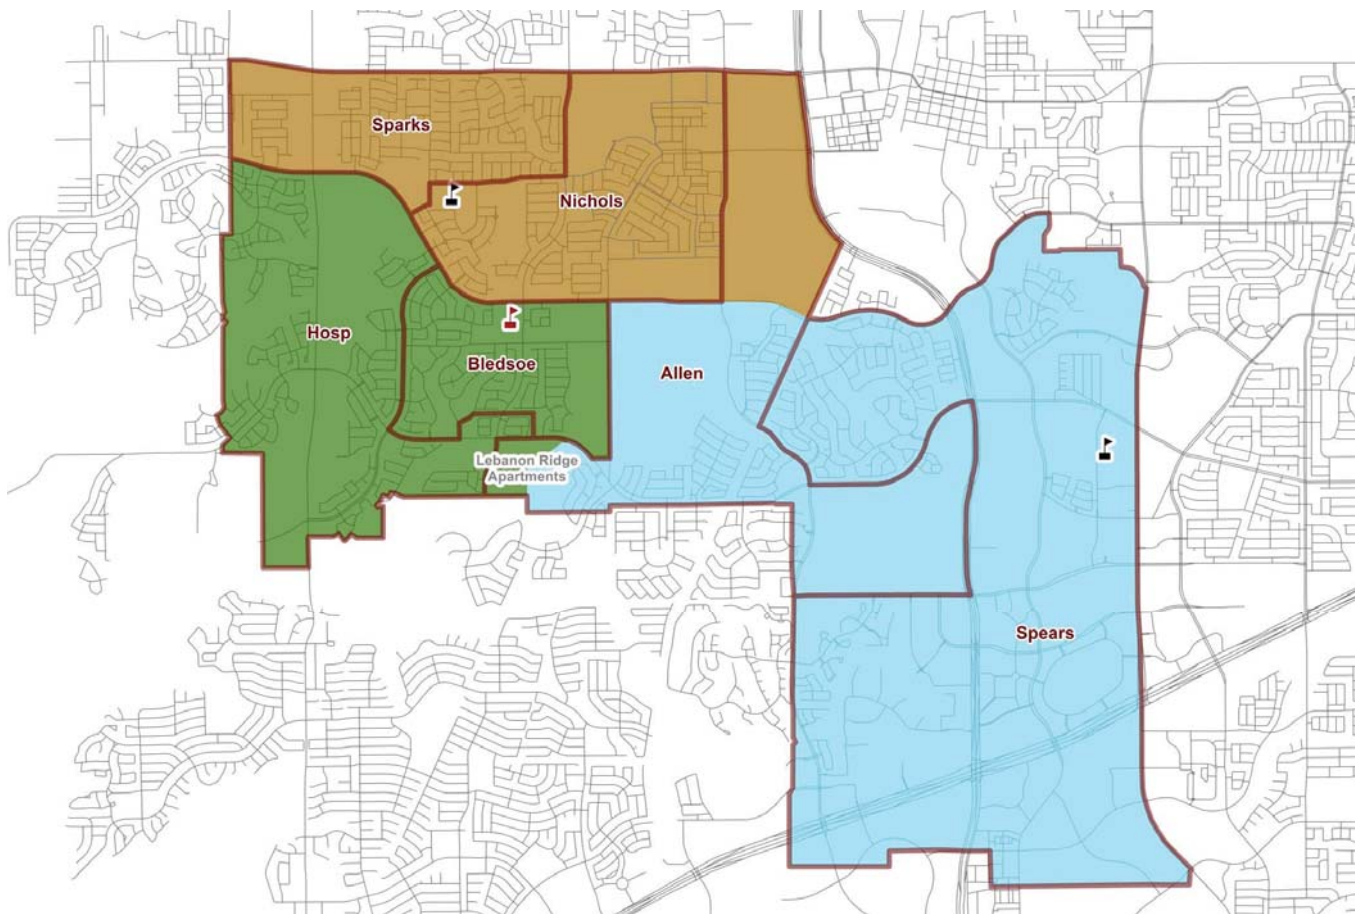 Sparks
Nichols
Hosp
Bledsoe
Allen
Lebanon Ridge
Apartments
Spears